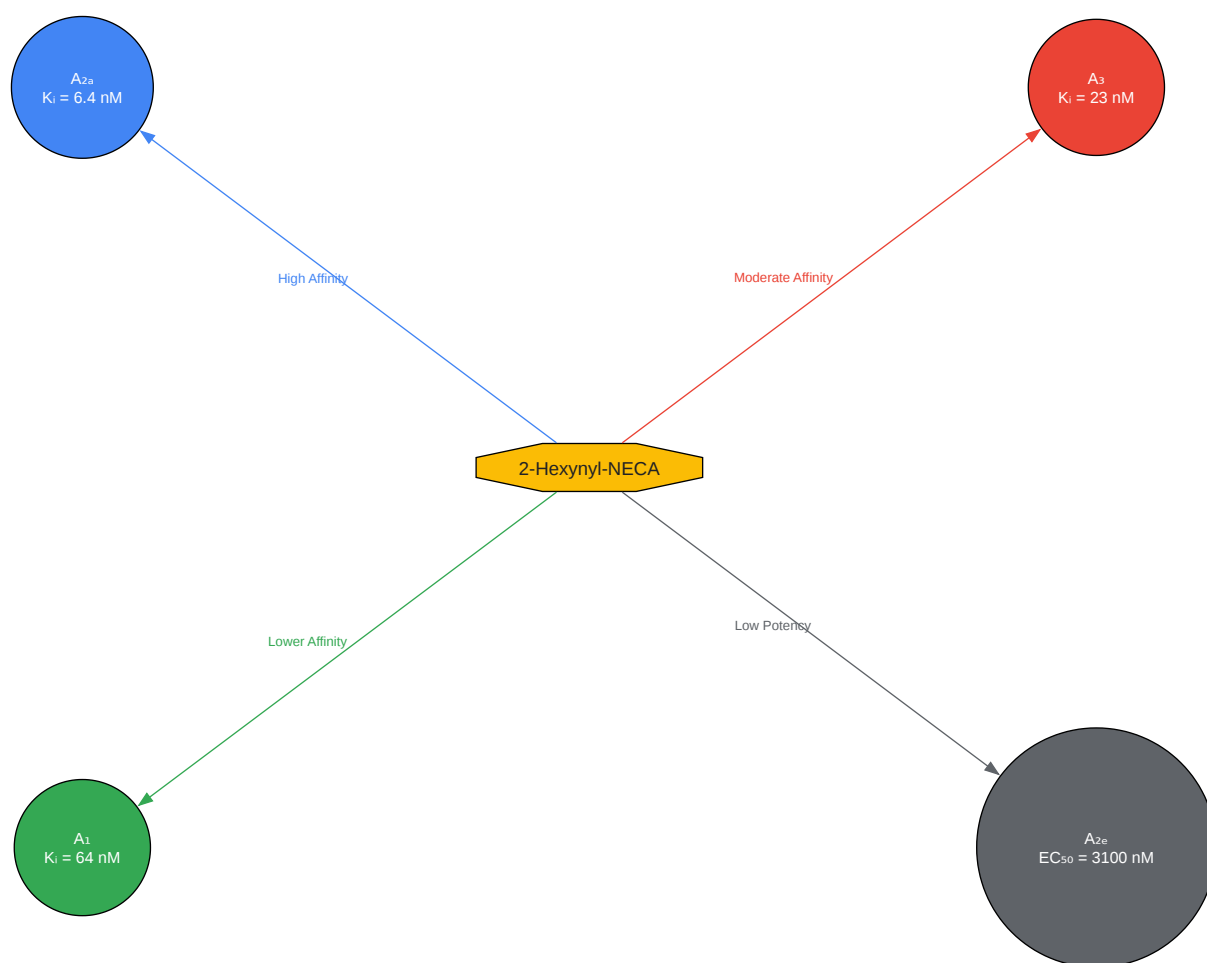 A₂ₐ
Kᵢ = 6.4 nM
A₃
Kᵢ = 23 nM
High Affinity
Moderate Affinity
2-Hexynyl-NECA
Lower Affinity
Low Potency
A₁
Kᵢ = 64 nM
A₂ₑ
EC₅₀ = 3100 nM